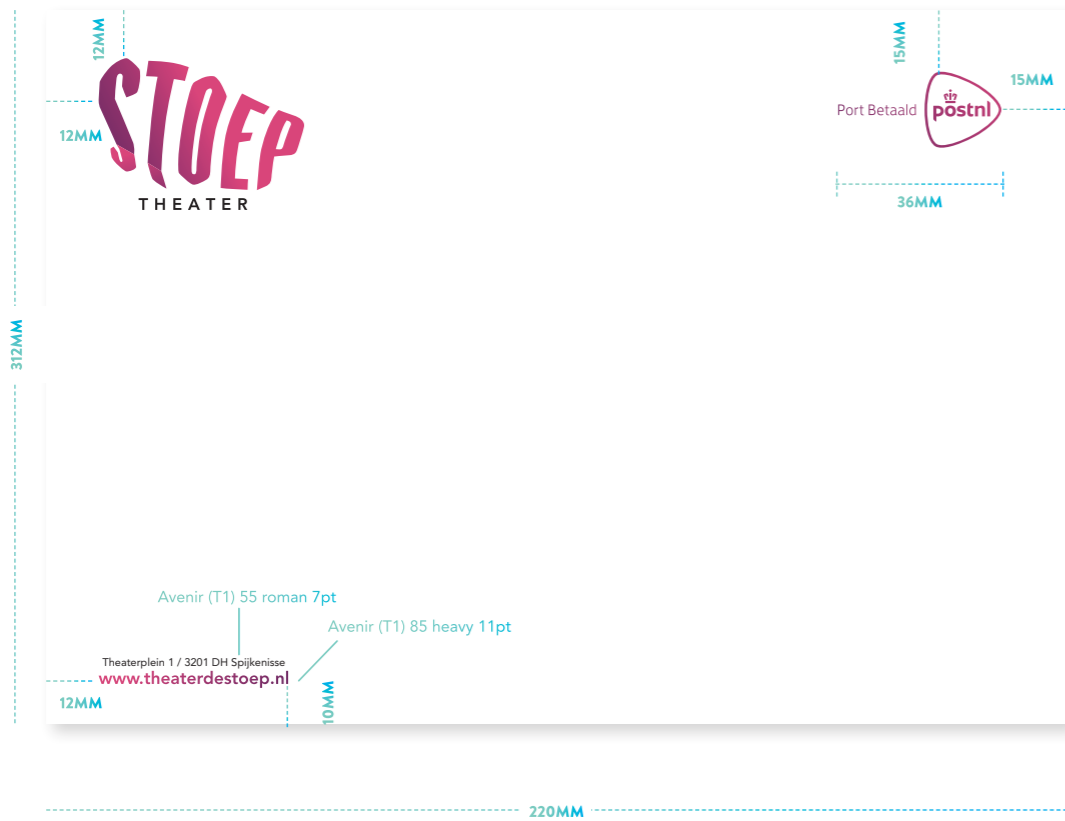 12MM
15MM
STOEP
THEATER
12MM
Port Betaald
postnl
15MM
36MM
312MM
Avenir (T1) 55 roman 7pt
Avenir (T1) 85 heavy 11pt
Theaterplein 1 / 3201 DH Spijkenisse
www.theaterdestoep.nl
12MM
10MM
220MM